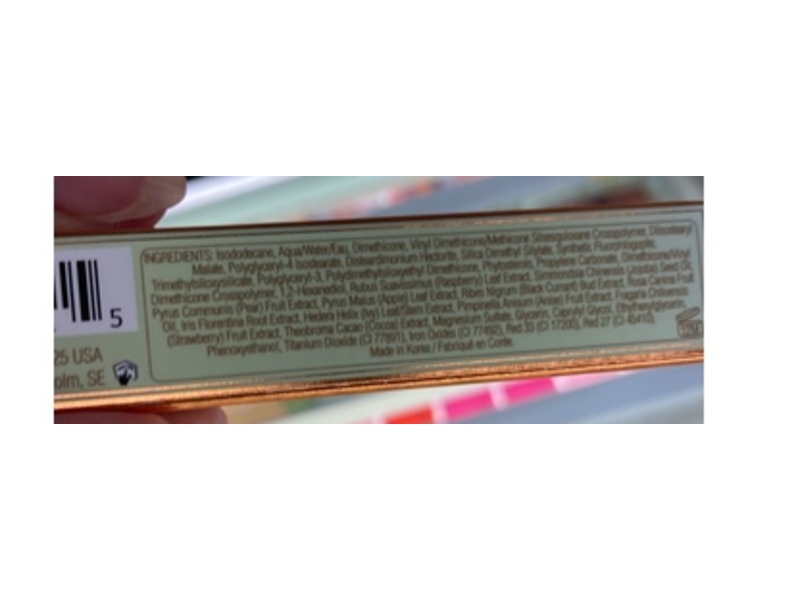 INGREDIENTS: Isododecane, Aqua/Water/Eau, Dimethicone, Vinyl Dimethicone/Methicone Silsesquioxane Crosspolymer, Diisostearyl
Malate, Polyglyceryl-4 Isostearate, Disteardimonium Hectorite, Silica Dimethyl Silylate, Synthetic Fluorphlogopite,
Trimethylsiloxysilicate, Polyglyceryl-3, Polydimethylsiloxyethyl Dimethicone, Phytosterols, Propylene Carbonate, Dimethicone/Vinyl
Dimethicone Crosspolymer, 1,2-Hexanediol, Rubus Suavissimus (Raspberry) Leaf Extract, Simmondsia Chinensis (Jojoba) Seed
Pyrus Communis (Pear) Fruit Extract, Pyrus Malus (Apple) Leaf Extract, Ribes Nigrum (Black Currant) Bud Extract, Rosa Canina Fruit
Oil, Iris Florentina Root Extract, Hedera Helix (Ivy) Leaf/Stem Extract, Pimpinella Anisum (Anise) Fruit Extract, Fragaria Chiloensis
(Strawberry) Fruit Extract, Theobroma Cacao (Cocoa) Extract, Magnesium Sulfate, Glycerin, Caprylyl Glycol, Ethylhexylglycerin,
Phenoxyethanol, Titanium Dioxide (CI 77891), Iron Oxides (CI 77492), Red 33 (CI 17200), Red 27 (CI 45410)
Made in Korea / Fabriqué en Corée.
5
25 USA
olm, SE